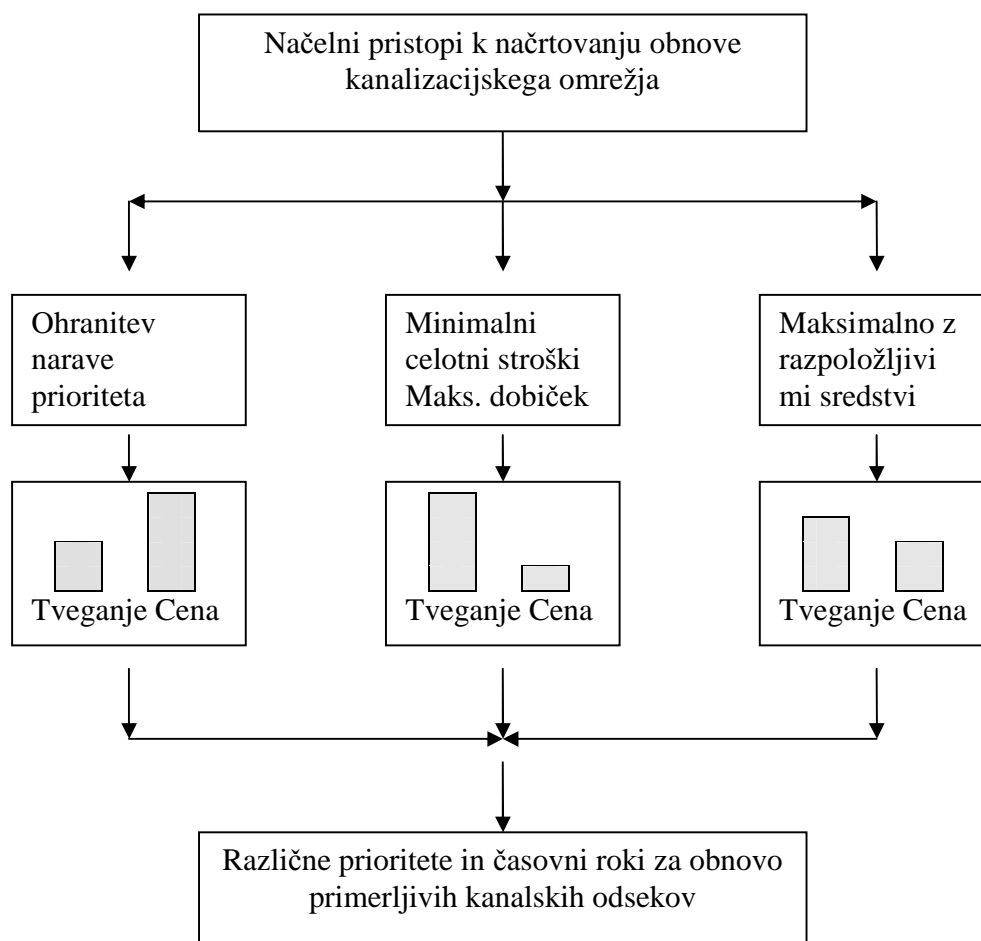 Načelni pristopi k načrtovanju obnove
kanalizacijskega omrežja
Ohranitev
narave
prioriteta
Minimalni
celotni stroški
Maks. dobiček
Maksimalno z
razpoložljivi
mi sredstvi
Tveganje Cena
Tveganje Cena
Tveganje Cena
Različne prioritete in časovni roki za obnovo
primerljivih kanalskih odsekov